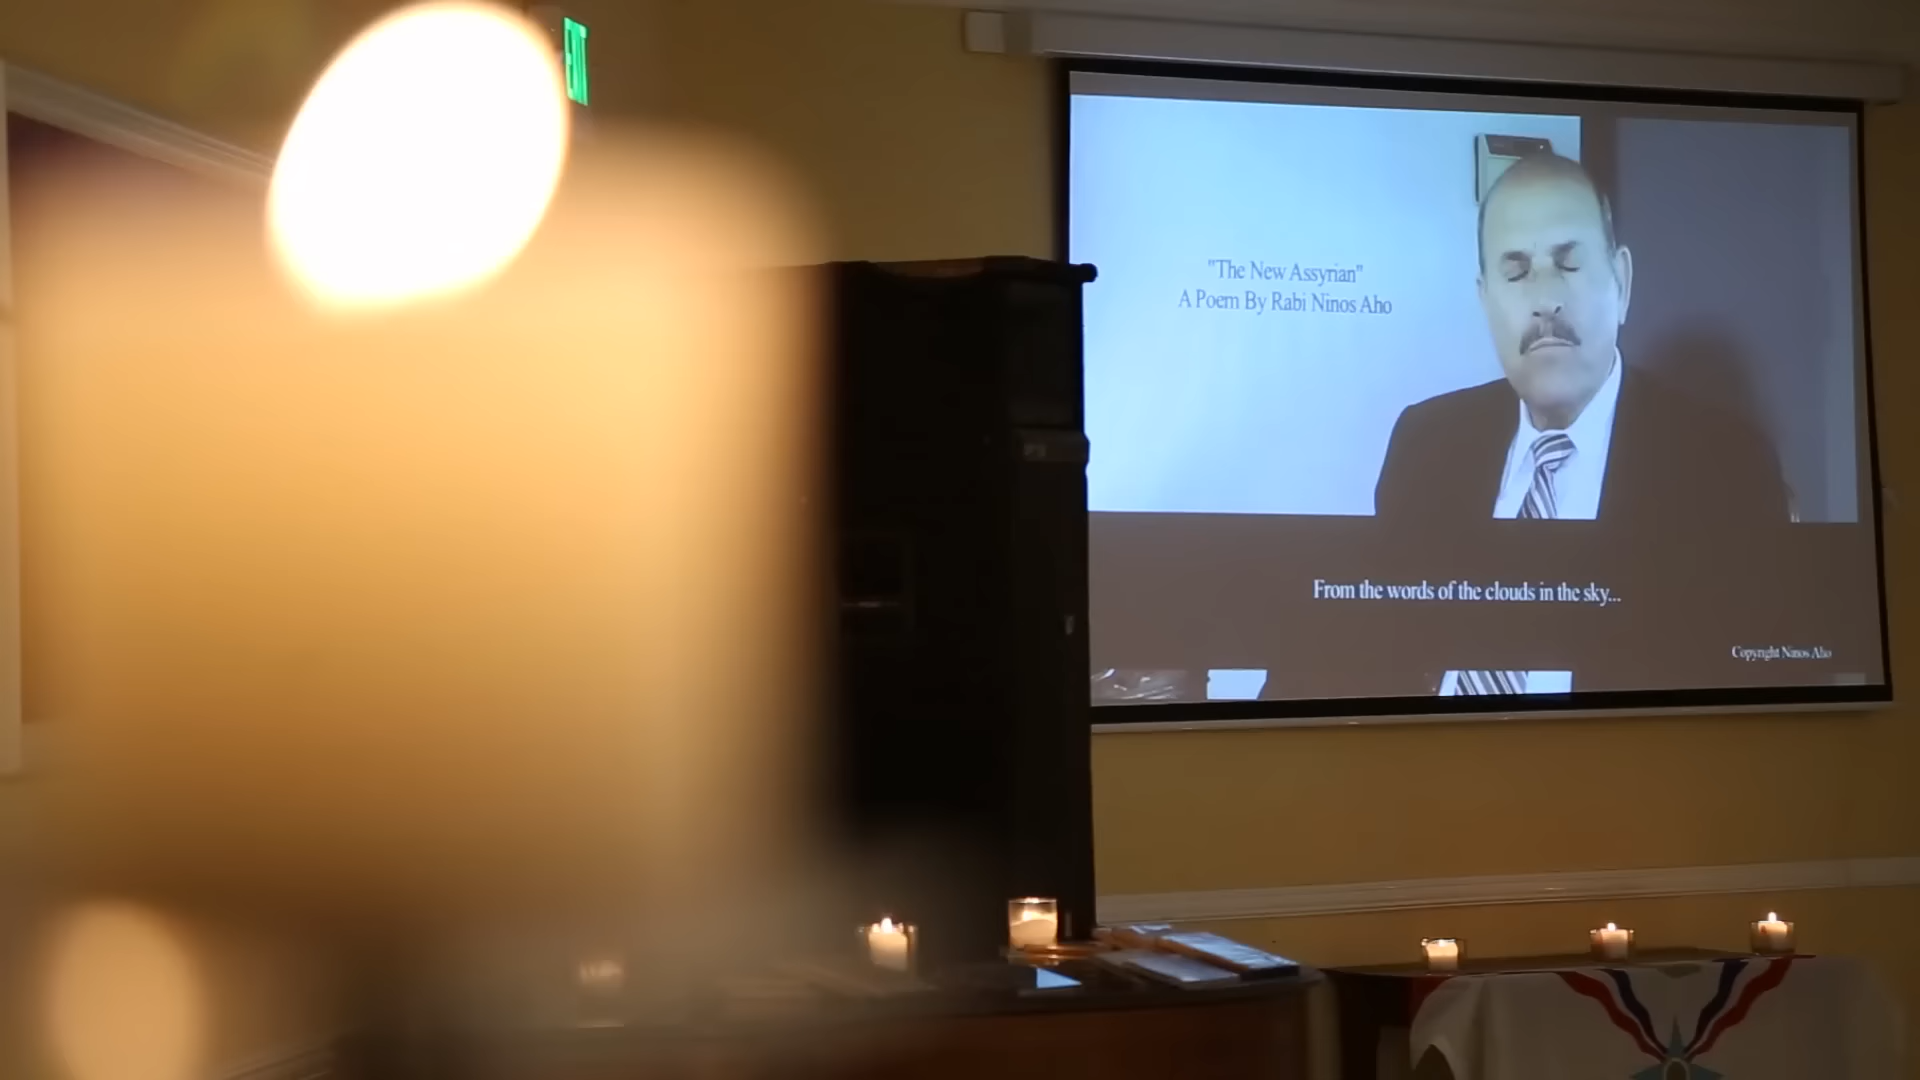 EXIT
"The New Assyrian"
A Poem By Rabi Ninos Aho
From the words of the clouds in the sky...
Copyright Ninos Aho